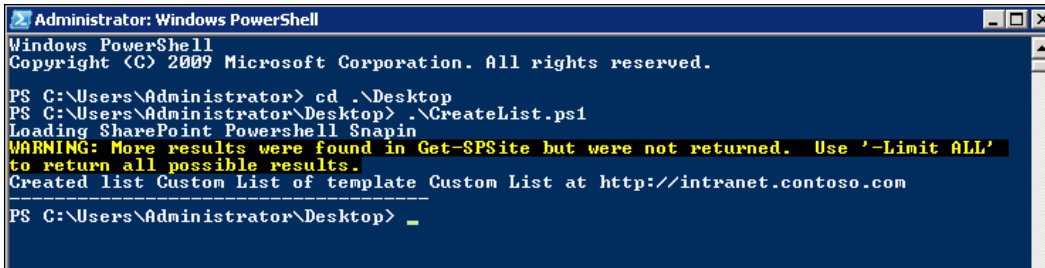 Administrator: Windows PowerShell
Windows PowerShell
Copyright (C) 2009 Microsoft Corporation. All rights reserved.
PS C:\Users\Administrator> cd .\Desktop
PS C:\Users\Administrator\Desktop> .\CreateList.ps1
Loading SharePoint Powershell Snapin
WARNING: More results were found in Get-SPSite but were not returned.  Use '-Limit ALL'
to return all possible results.
Created list Custom List of template Custom List at http://intranet.contoso.com
-------------------------------------
PS C:\Users\Administrator\Desktop> _